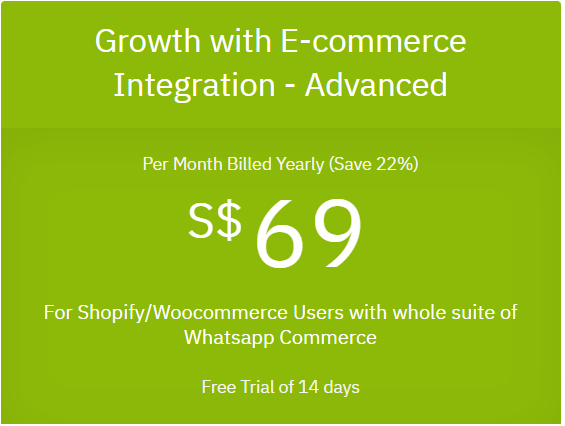 Growth with E-commerce
Integration - Advanced
Per Month Billed Yearly (Save 22%)
S$69
For Shopify/Woocommerce Users with whole suite of
Whatsapp Commerce
Free Trial of 14 days